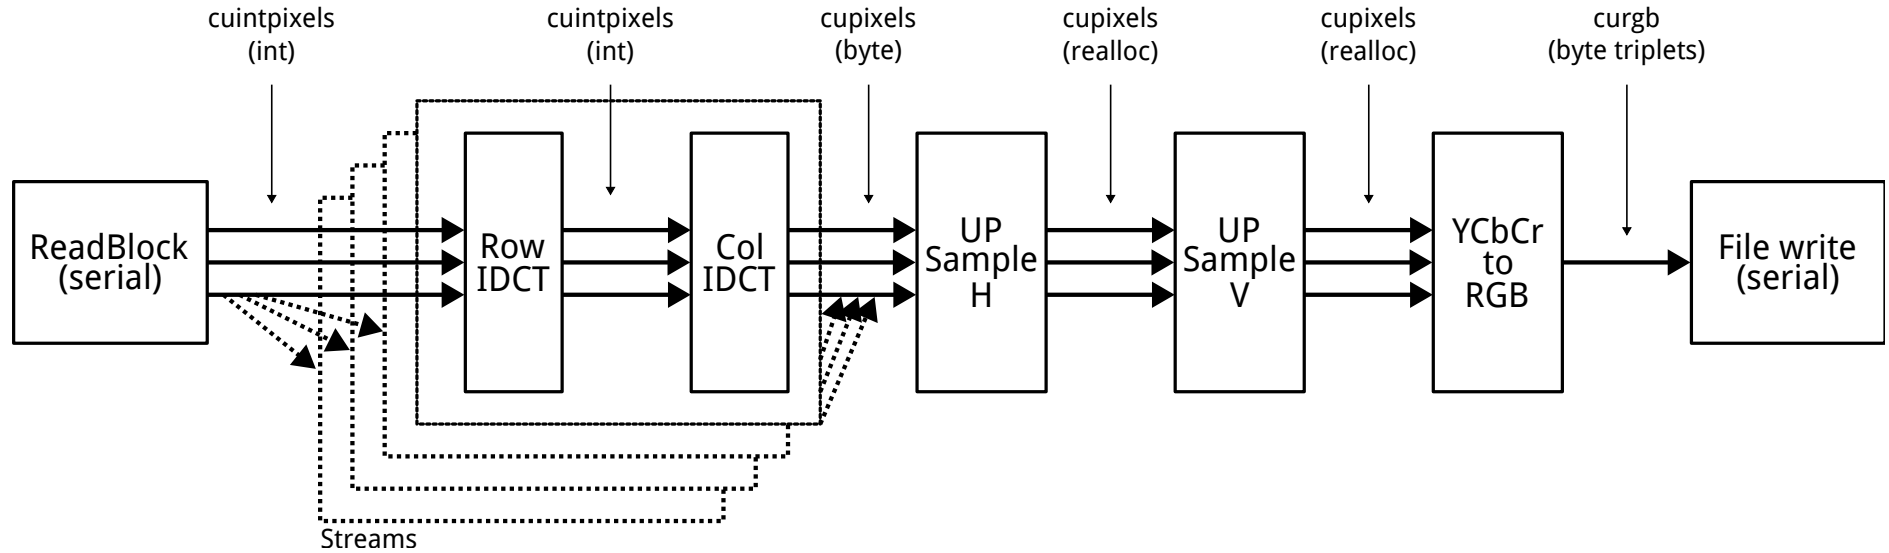 cuintpixels
(int)
cuintpixels
(int)
cupixels
(byte)
cupixels
(realloc)
cupixels
(realloc)
curgb
(byte triplets)
ReadBlock
(serial)
Row
IDCT
Col
IDCT
UP
Sample
H
UP
Sample
V
YCbCr
to
RGB
File write
(serial)
Streams